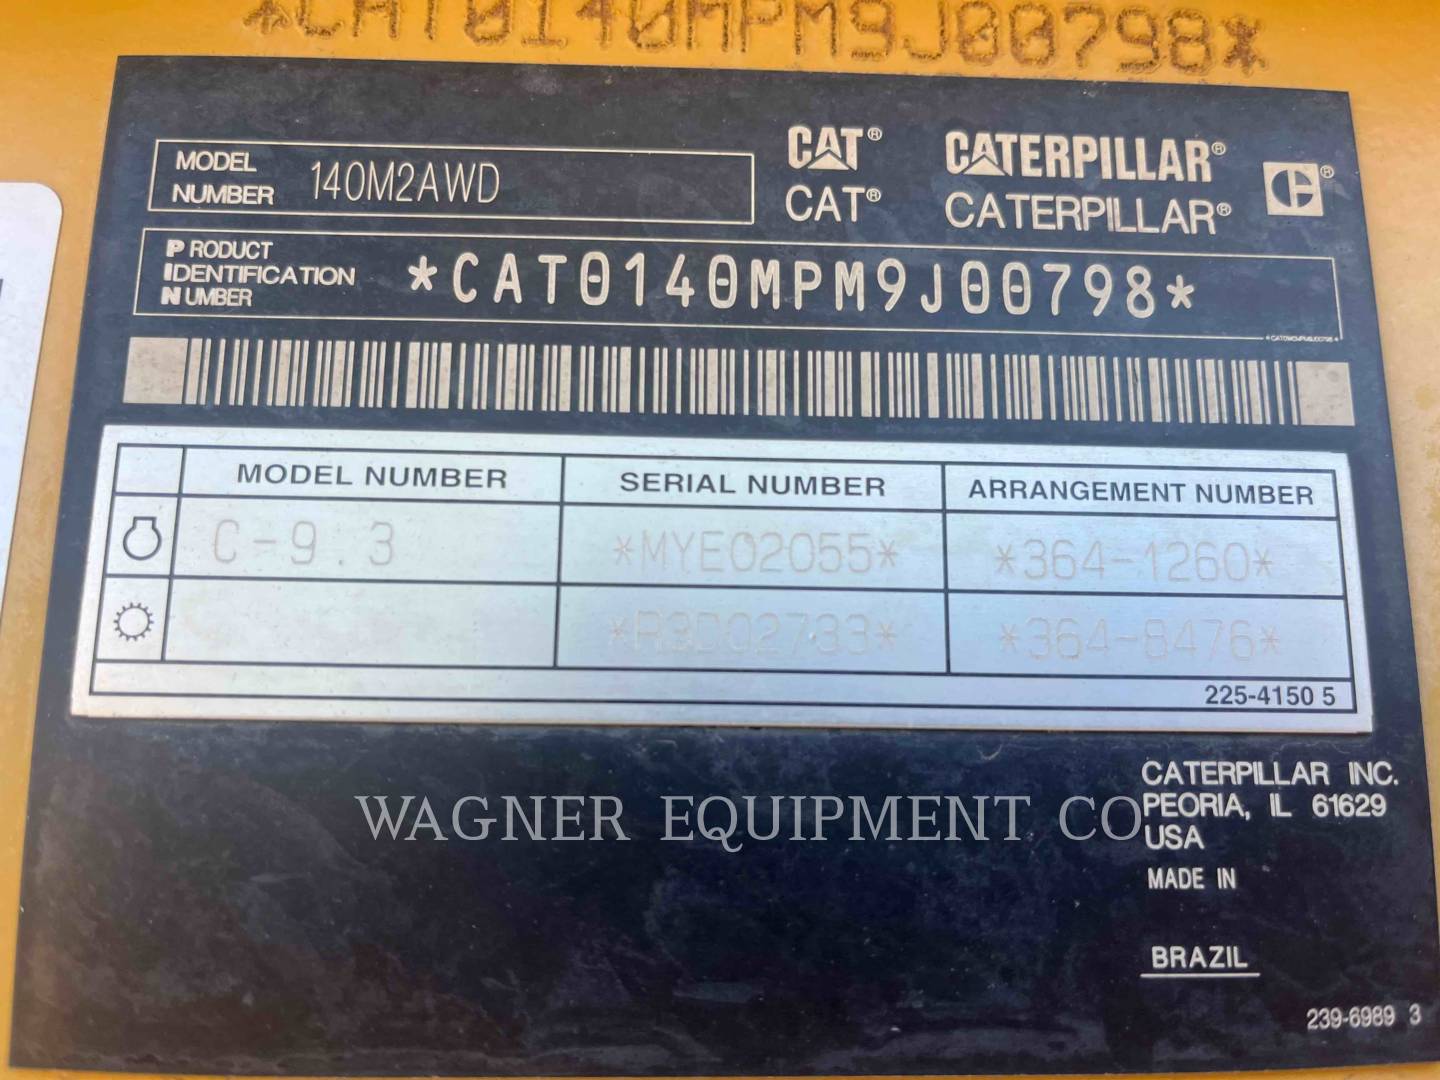 *CAT0140MPM9J00798*
MODEL NUMBER 140M2AWD
CAT® CATERPILLAR®
CAT® CATERPILLAR®
PRODUCT IDENTIFICATION NUMBER *CAT0140MPM9J00798*
MODEL NUMBER SERIAL NUMBER ARRANGEMENT NUMBER
C-9.3 *MYE02055* *364-1260*
*R3D02733* *364-8476*
225-4150 5
CATERPILLAR INC.
PEORIA, IL 61629
USA
MADE IN
BRAZIL
239-6989 3
WAGNER EQUIPMENT CO